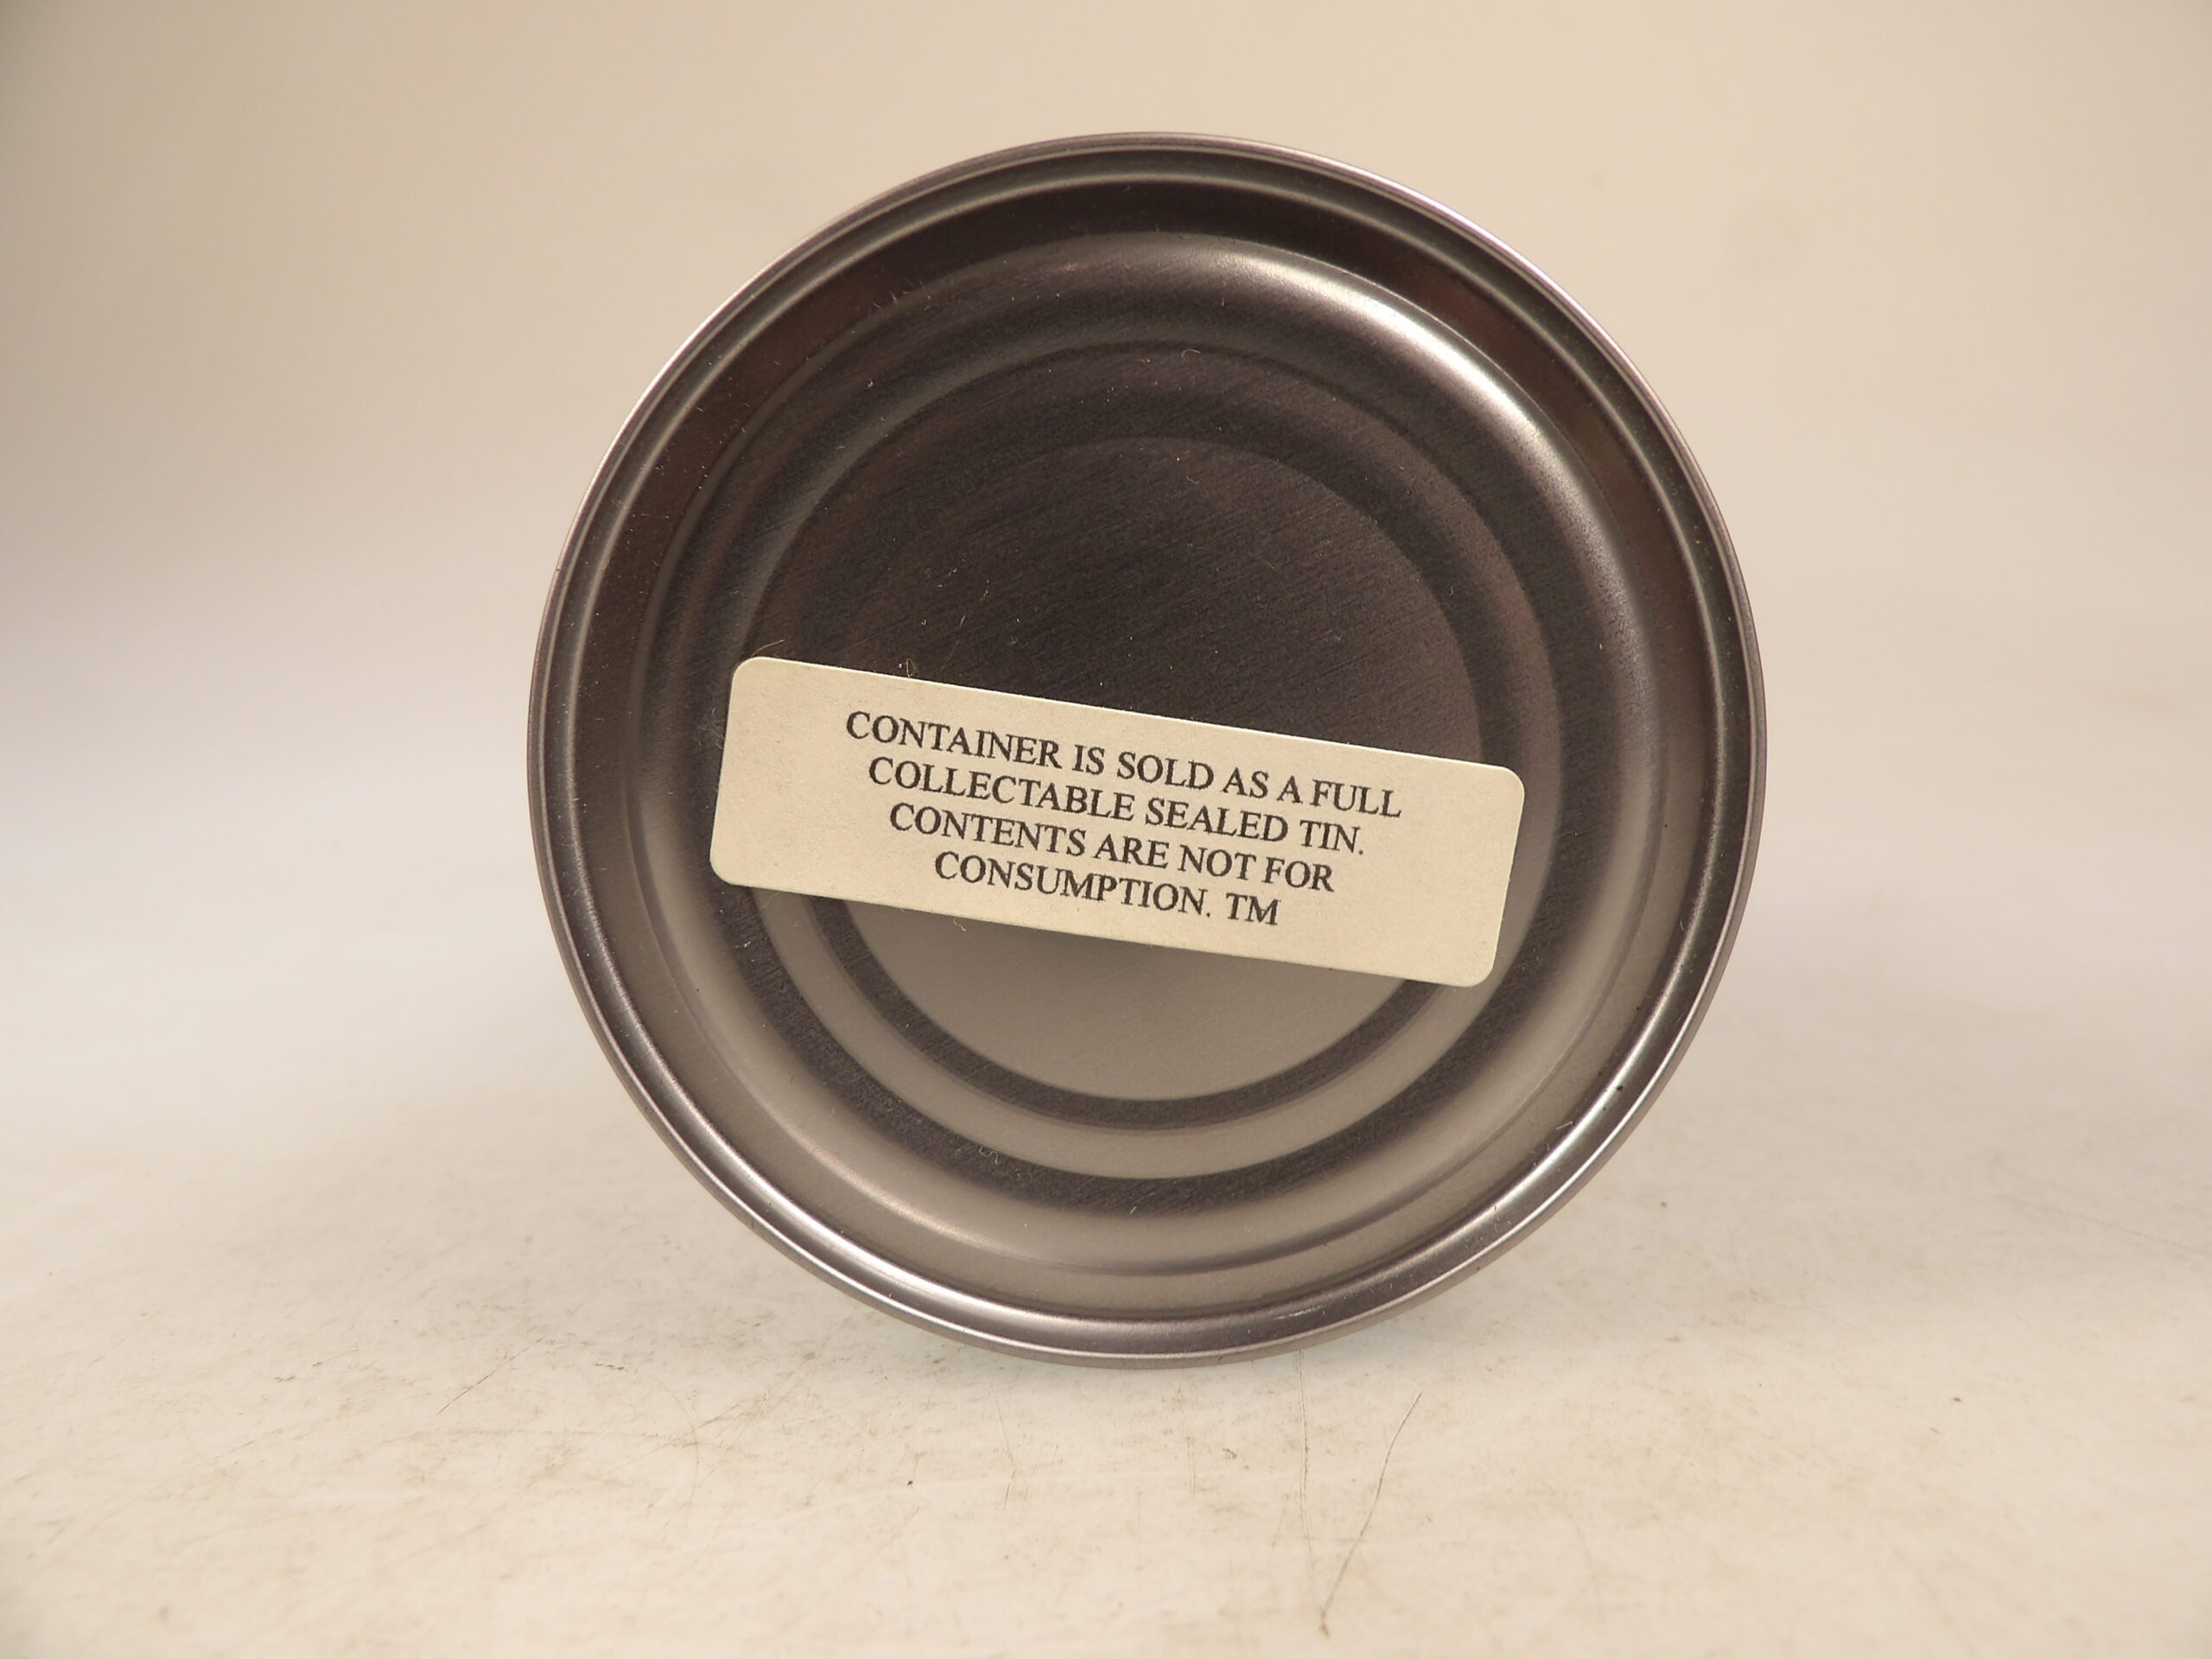 CONTAINER IS SOLD AS A FULL
COLLECTABLE SEALED TIN.
CONTENTS ARE NOT FOR
CONSUMPTION. TM